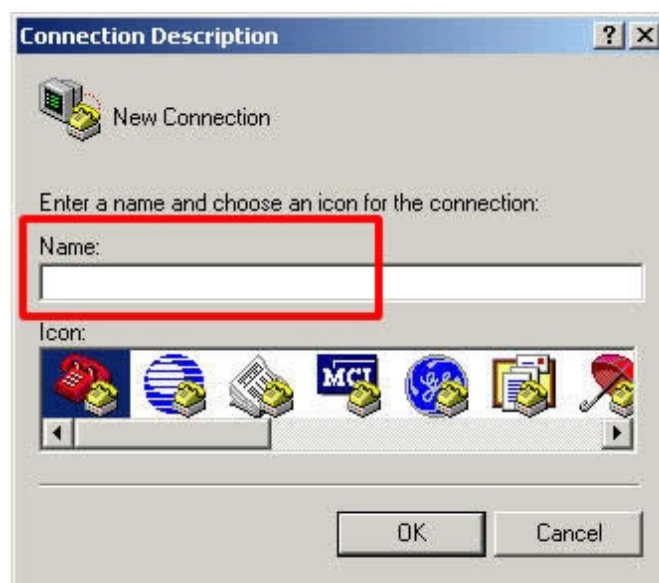 Connection Description
New Connection
Enter a name and choose an icon for the connection:
Name:
Icon:
MCI
OK Cancel